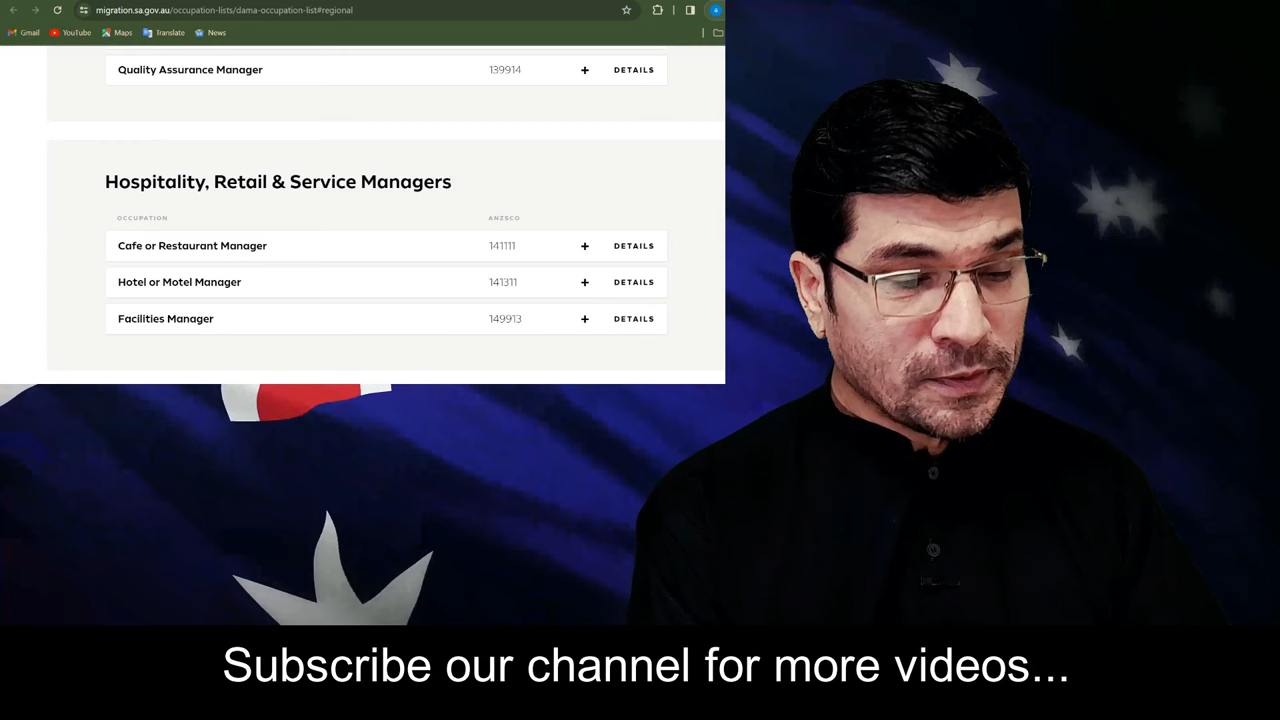 migration.sa.gov.au/occupation-lists/dama-occupation-list#regional
Gmail YouTube Maps Translate News
Quality Assurance Manager 139914 + DETAILS
Hospitality, Retail & Service Managers
OCCUPATION ANZSCO
Cafe or Restaurant Manager 141111 + DETAILS
Hotel or Motel Manager 141311 + DETAILS
Facilities Manager 149913 + DETAILS
Subscribe our channel for more videos...